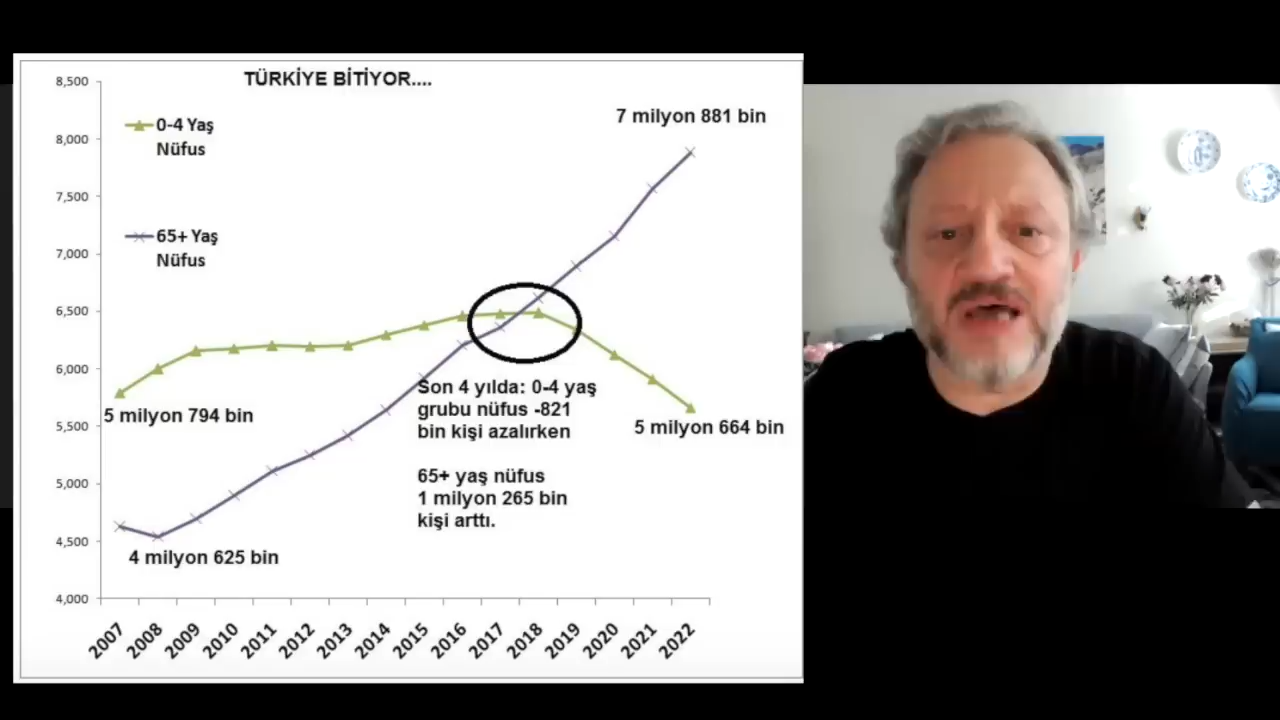 TÜRKİYE BİTİYOR....
8,500
8,000
7,500
7,000
6,500
6,000
5,500
5,000
4,500
4,000
0-4 Yaş
Nüfus
65+ Yaş
Nüfus
7 milyon 881 bin
5 milyon 794 bin
5 milyon 664 bin
4 milyon 625 bin
Son 4 yılda: 0-4 yaş
grubu nüfus -821
bin kişi azalırken
65+ yaş nüfus
1 milyon 265 bin
kişi arttı.
2007
2008
2009
2010
2011
2012
2013
2014
2015
2016
2017
2018
2019
2020
2021
2022